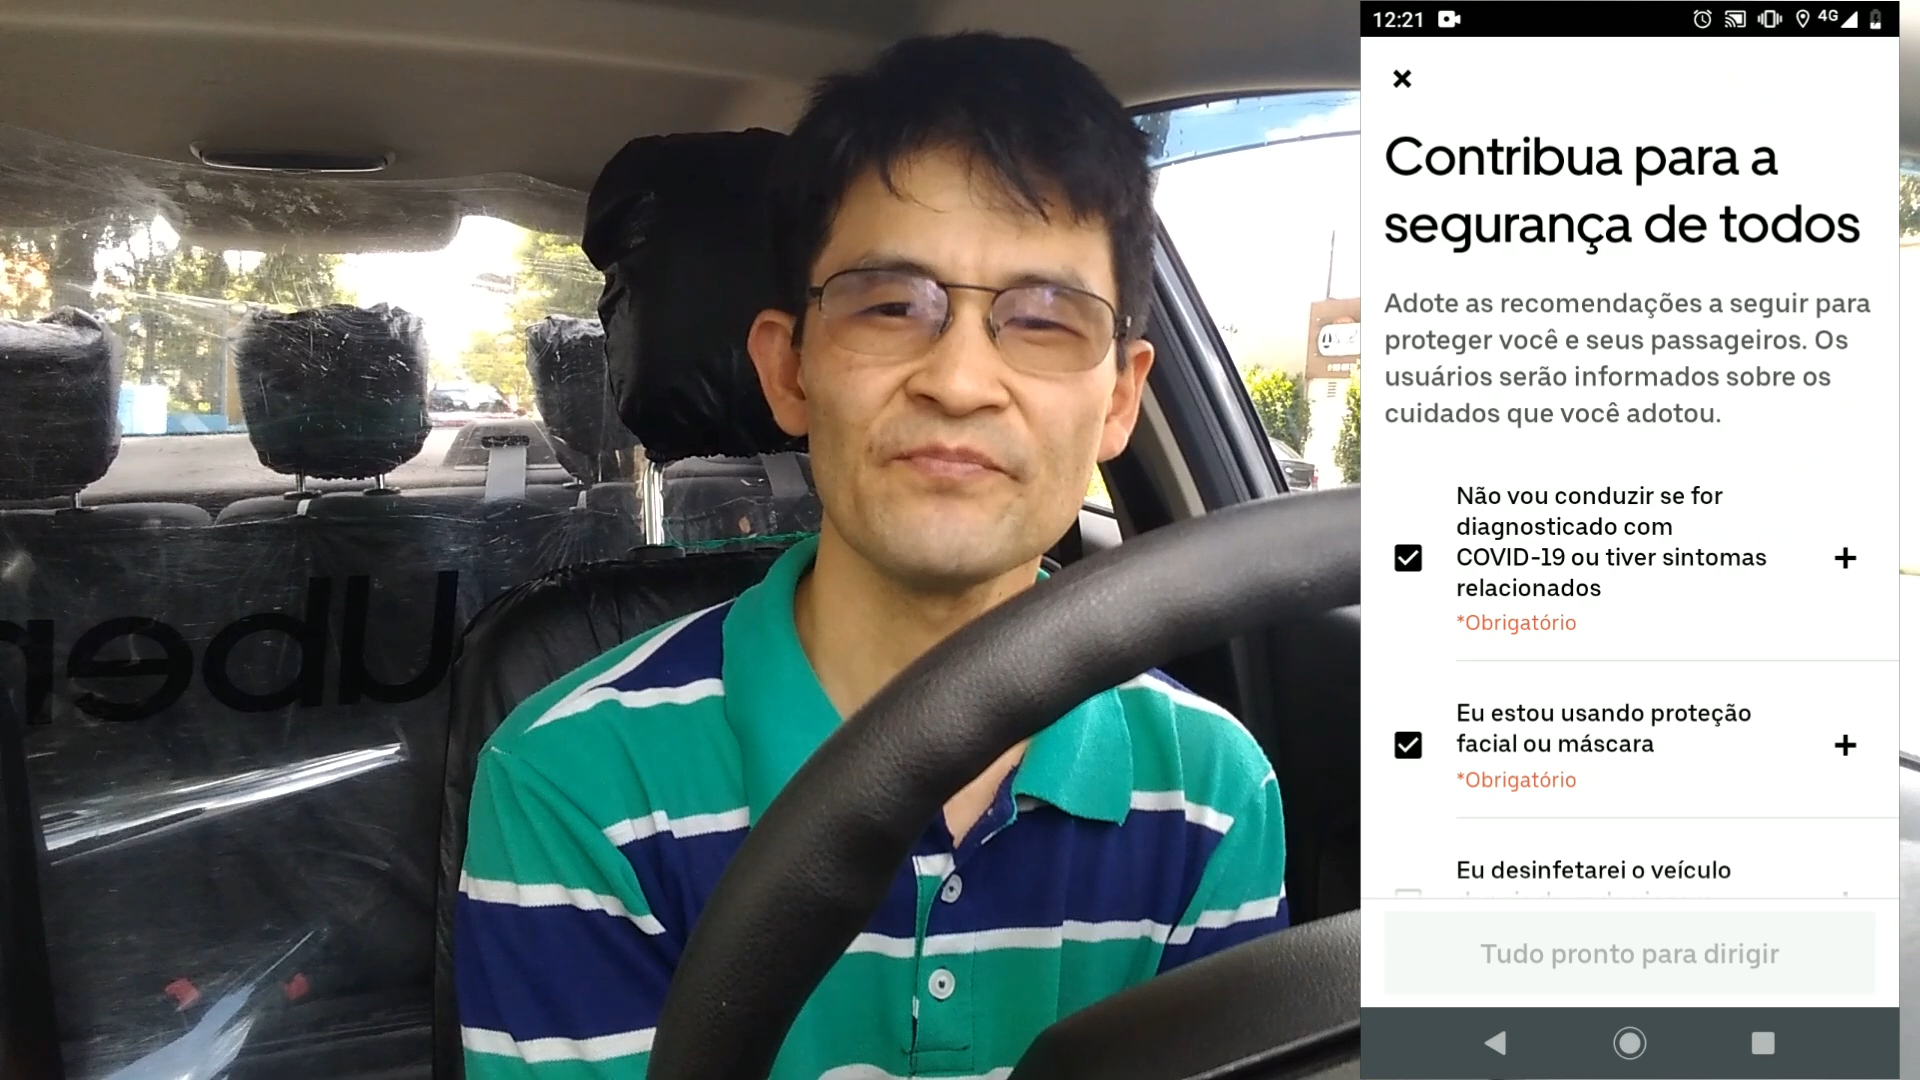 Uber
12:21
4G
Contribua para a
segurança de todos
Adote as recomendações a seguir para
proteger você e seus passageiros. Os
usuários serão informados sobre os
cuidados que você adotou.
Não vou conduzir se for
diagnosticado com
COVID-19 ou tiver sintomas
relacionados
*Obrigatório
Eu estou usando proteção
facial ou máscara
*Obrigatório
Eu desinfetarei o veículo
Tudo pronto para dirigir